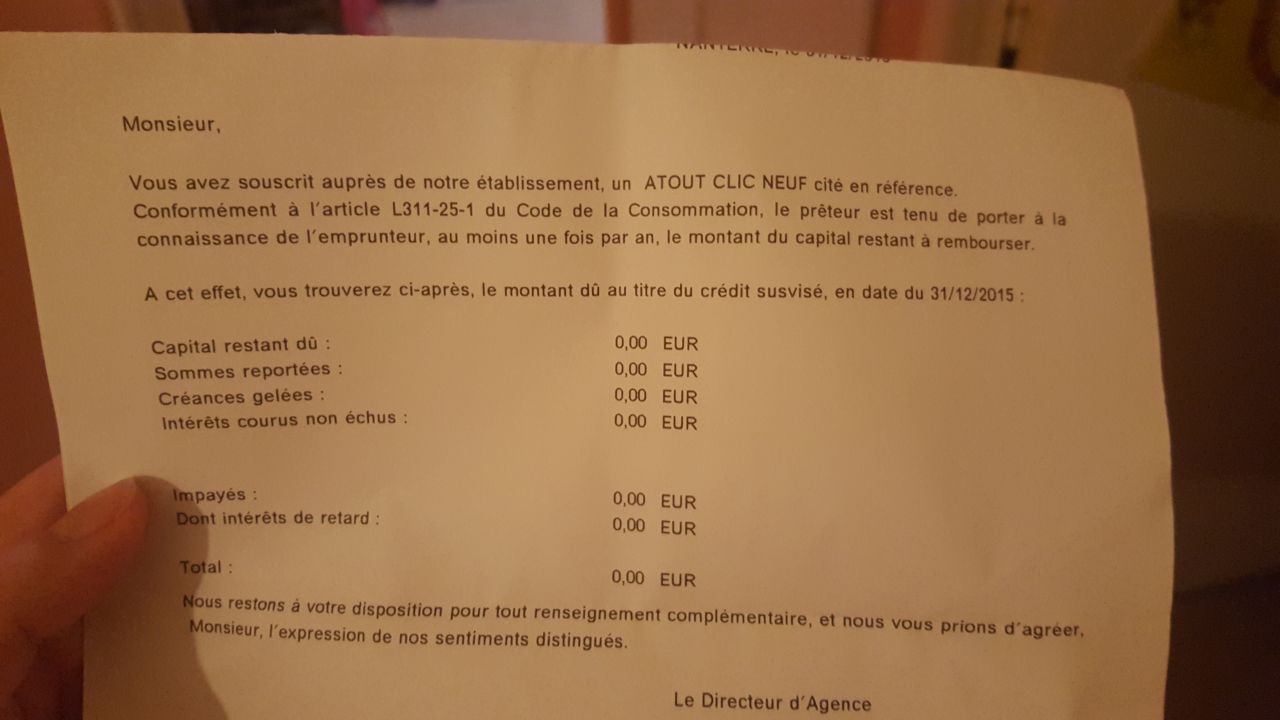 NANTERRE, le 31/12/2015
Monsieur,
Vous avez souscrit auprès de notre établissement, un ATOUT CLIC NEUF cité en référence.
Conformément à l'article L311-25-1 du Code de la Consommation, le prêteur est tenu de porter à la
connaissance de l'emprunteur, au moins une fois par an, le montant du capital restant à rembourser.
A cet effet, vous trouverez ci-après, le montant dû au titre du crédit susvisé, en date du 31/12/2015 :
Capital restant dû : 0,00 EUR
Sommes reportées : 0,00 EUR
Créances gelées : 0,00 EUR
Intérêts courus non échus : 0,00 EUR
Impayés : 0,00 EUR
Dont intérêts de retard : 0,00 EUR
Total : 0,00 EUR
Nous restons à votre disposition pour tout renseignement complémentaire, et nous vous prions d'agréer,
Monsieur, l'expression de nos sentiments distingués.
Le Directeur d'Agence